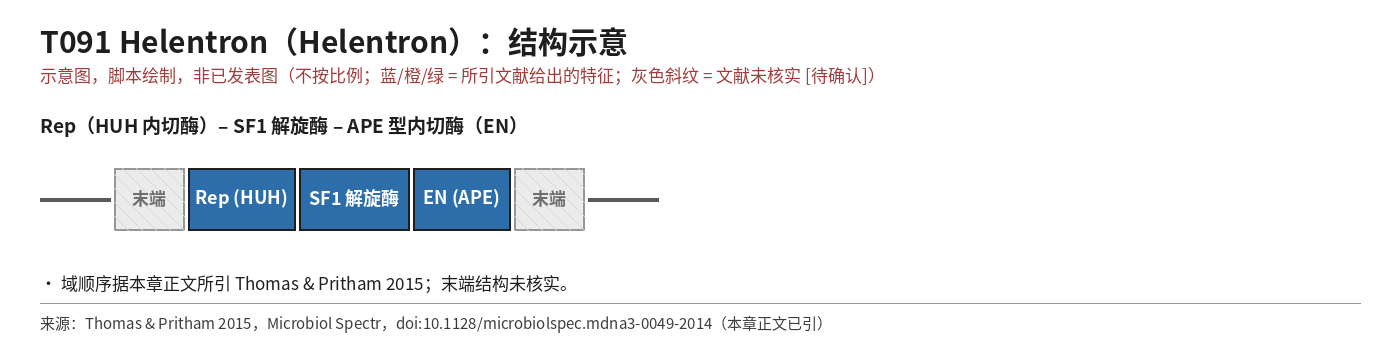 T091 Helentron（Helentron）：结构示意
示意图，脚本绘制，非已发表图（不按比例；蓝/橙/绿 = 所引文献给出的特征；灰色斜纹 = 文献未核实 [待确认]）
Rep（HUH 内切酶）– SF1 解旋酶 – APE 型内切酶（EN）
末端 Rep (HUH) SF1 解旋酶 EN (APE) 末端
・ 域顺序据本章正文所引 Thomas & Pritham 2015；末端结构未核实。
来源：Thomas & Pritham 2015，Microbiol Spectr，doi:10.1128/microbiolspec.mdna3-0049-2014（本章正文已引）